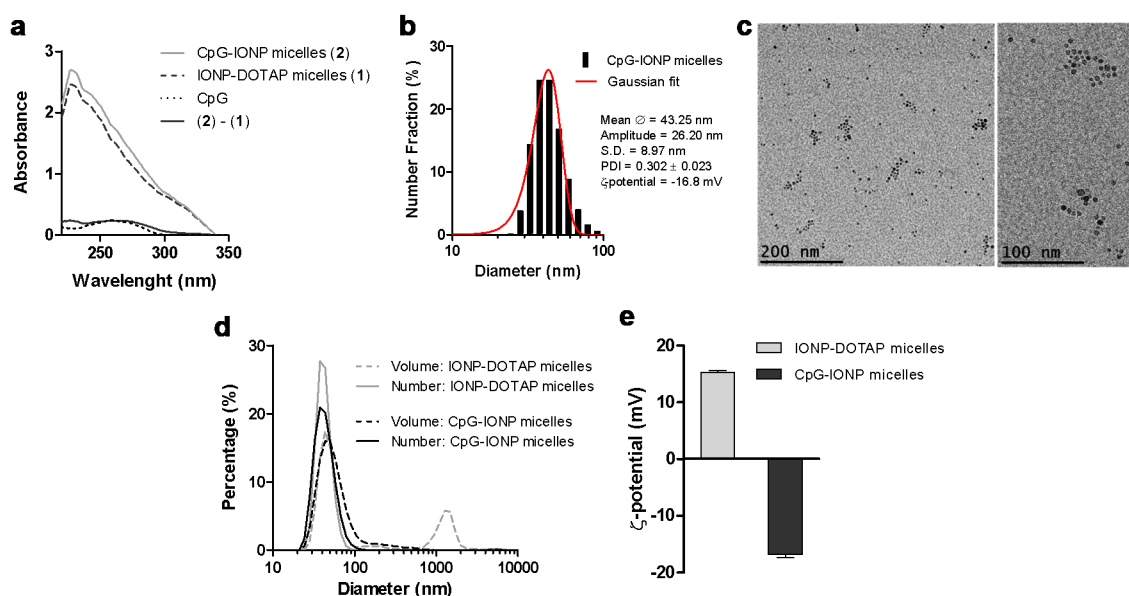 a
3
2
1
0
250
300
350
Absorbance
Wavelenght (nm)
CpG-IONP micelles (2)
IONP-DOTAP micelles (1)
CpG
(2) - (1)
b
30
20
10
0
10
100
Number Fraction (%)
Diameter (nm)
CpG-IONP micelles
Gaussian fit
Mean ∅ = 43.25 nm
Amplitude = 26.20 nm
S.D. = 8.97 nm
PDI = 0.302 ± 0.023
ζpotential = -16.8 mV
c
200 nm
100 nm
d
30
20
10
0
10
100
1000
10000
Percentage (%)
Diameter (nm)
Volume: IONP-DOTAP micelles
Number: IONP-DOTAP micelles
Volume: CpG-IONP micelles
Number: CpG-IONP micelles
e
20
10
0
-10
-20
ζ-potential (mV)
IONP-DOTAP micelles
CpG-IONP micelles